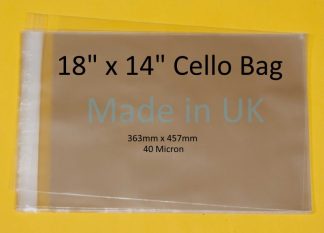 18" x 14" Cello Bag
Made in UK
363mm x 457mm
40 Micron